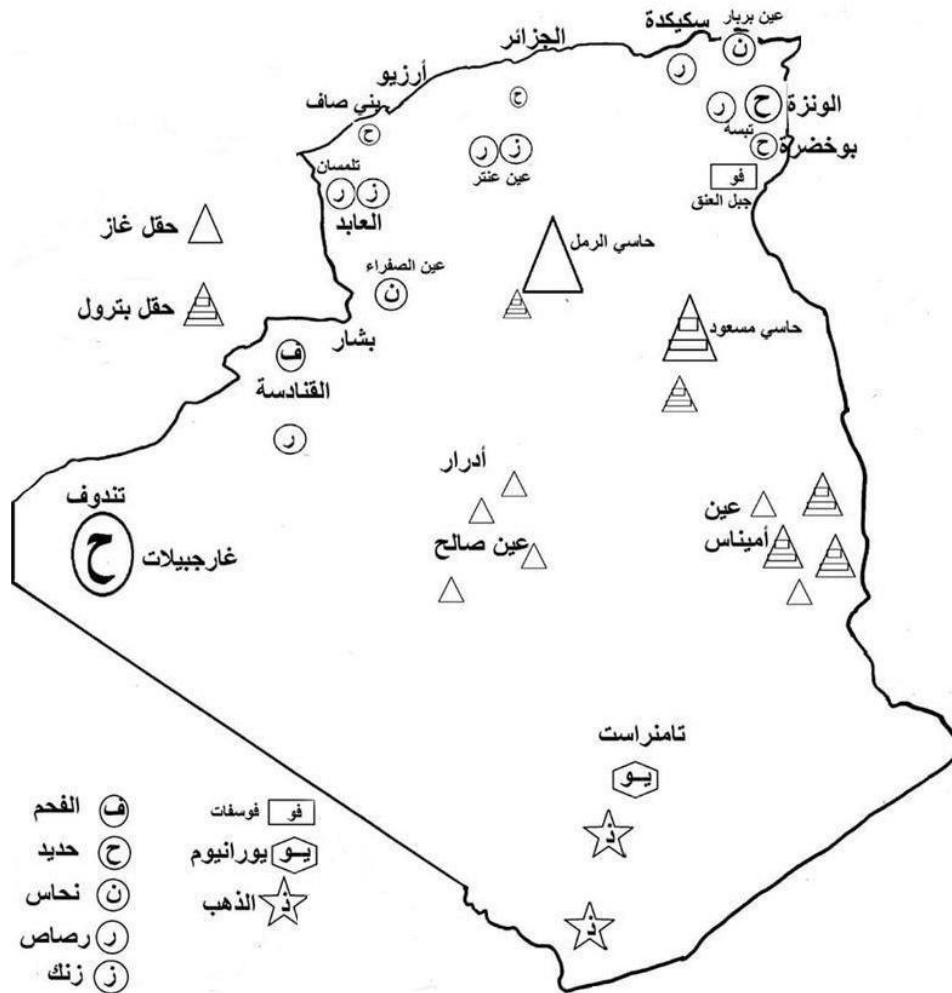 عين بربار
سكيكدة
ن
الجزائر
ر
أرزيو
ح
الونزة
ح
ر
بني صاف
ح
تبسة
بوخضرة
ح
ز
ر
عين عنتر
تلمسان
ز
ر
العابد
فو
جبل العنق
حقل غاز
حاسي الرمل
عين الصفراء
ن
حقل بترول
حاسي مسعود
بشار
ف
القنادسة
ر
أدرار
تندوف
ح
غارجبيلات
عين صالح
عين
أميناس
تامنراست
يو
ذ
ذ
فو
فوسفات
يو
يورانيوم
ذ
الذهب
ف
الفحم
ح
حديد
ن
نحاس
ر
رصاص
ز
زنك